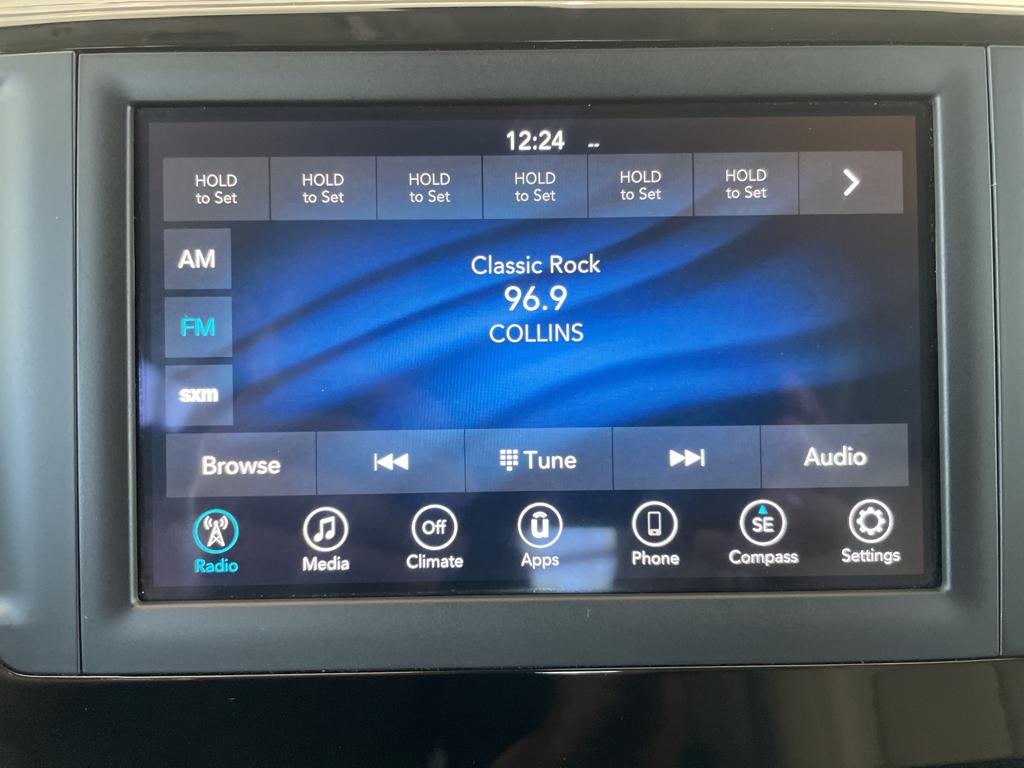 12:24 --
HOLD to Set
HOLD to Set
HOLD to Set
HOLD to Set
HOLD to Set
HOLD to Set
AM
Classic Rock
96.9
COLLINS
FM
sxm
Browse
Tune
Audio
Off
SE
Radio
Media
Climate
Apps
Phone
Compass
Settings